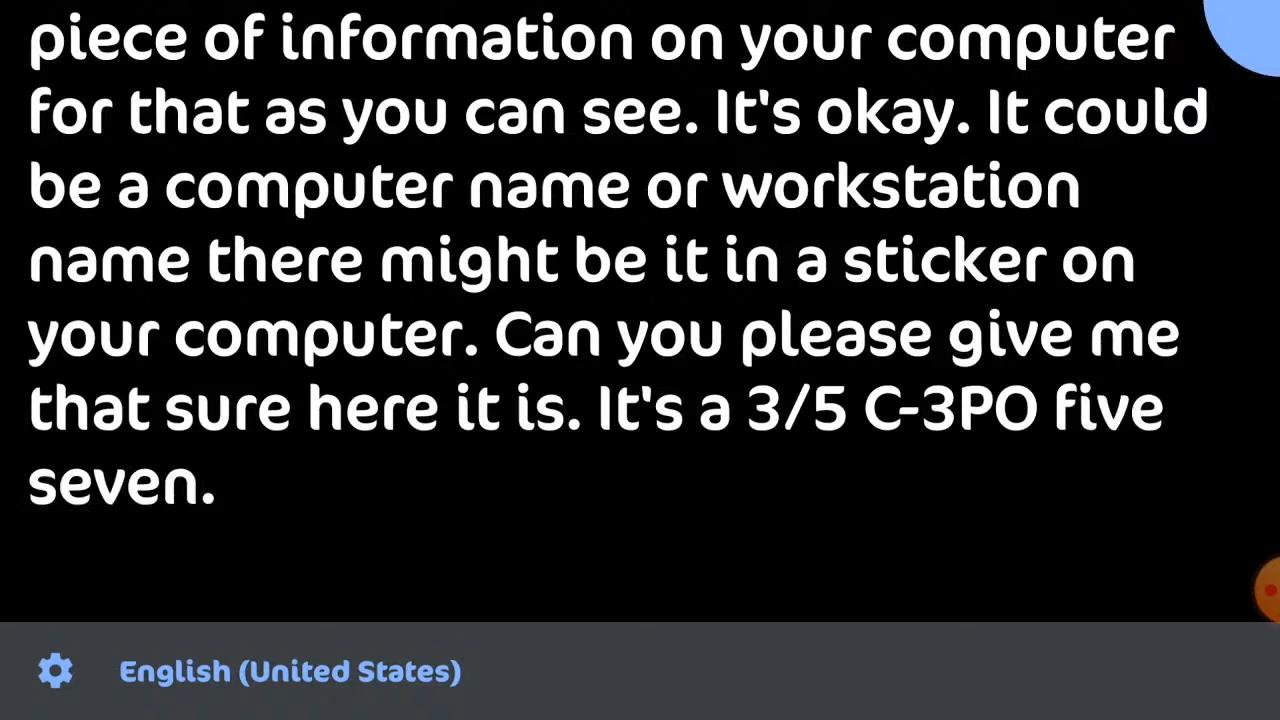 piece of information on your computer
for that as you can see. It's okay. It could
be a computer name or workstation
name there might be it in a sticker on
your computer. Can you please give me
that sure here it is. It's a 3/5 C-3PO five
seven.
English (United States)